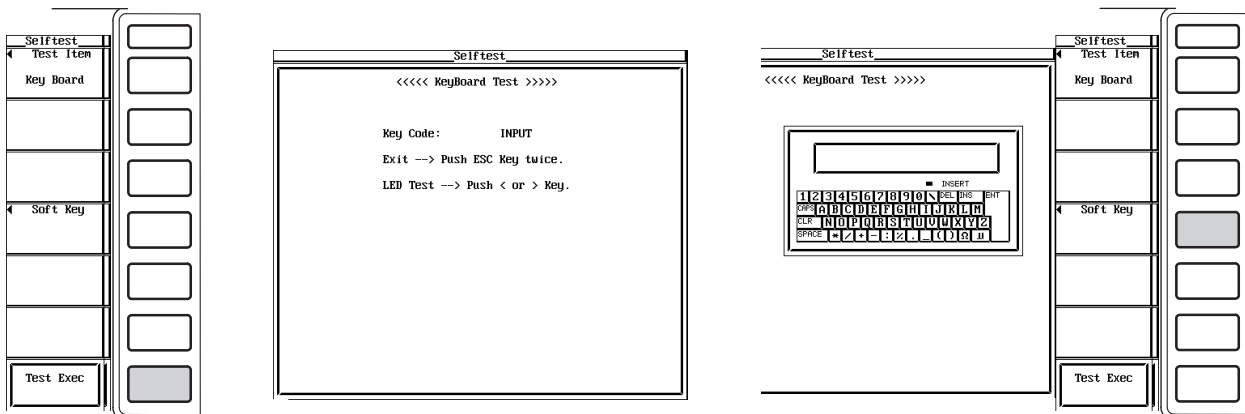 Selftest
Test Item
Key Board
Soft Key
Test Exec
Selftest
<<<<< KeyBoard Test >>>>>
Key Code: INPUT
Exit --> Push ESC Key twice.
LED Test --> Push < or > Key.
Selftest
<<<<< KeyBoard Test >>>>>
INSERT
1 2 3 4 5 6 7 8 9 0 \ DEL INS ENT
CAPS A B C D E F G H I J K L M
CLR N O P Q R S T U V W X Y Z
SPACE * / + - : % . _ ( ) Ω µ
Selftest
Test Item
Key Board
Soft Key
Test Exec